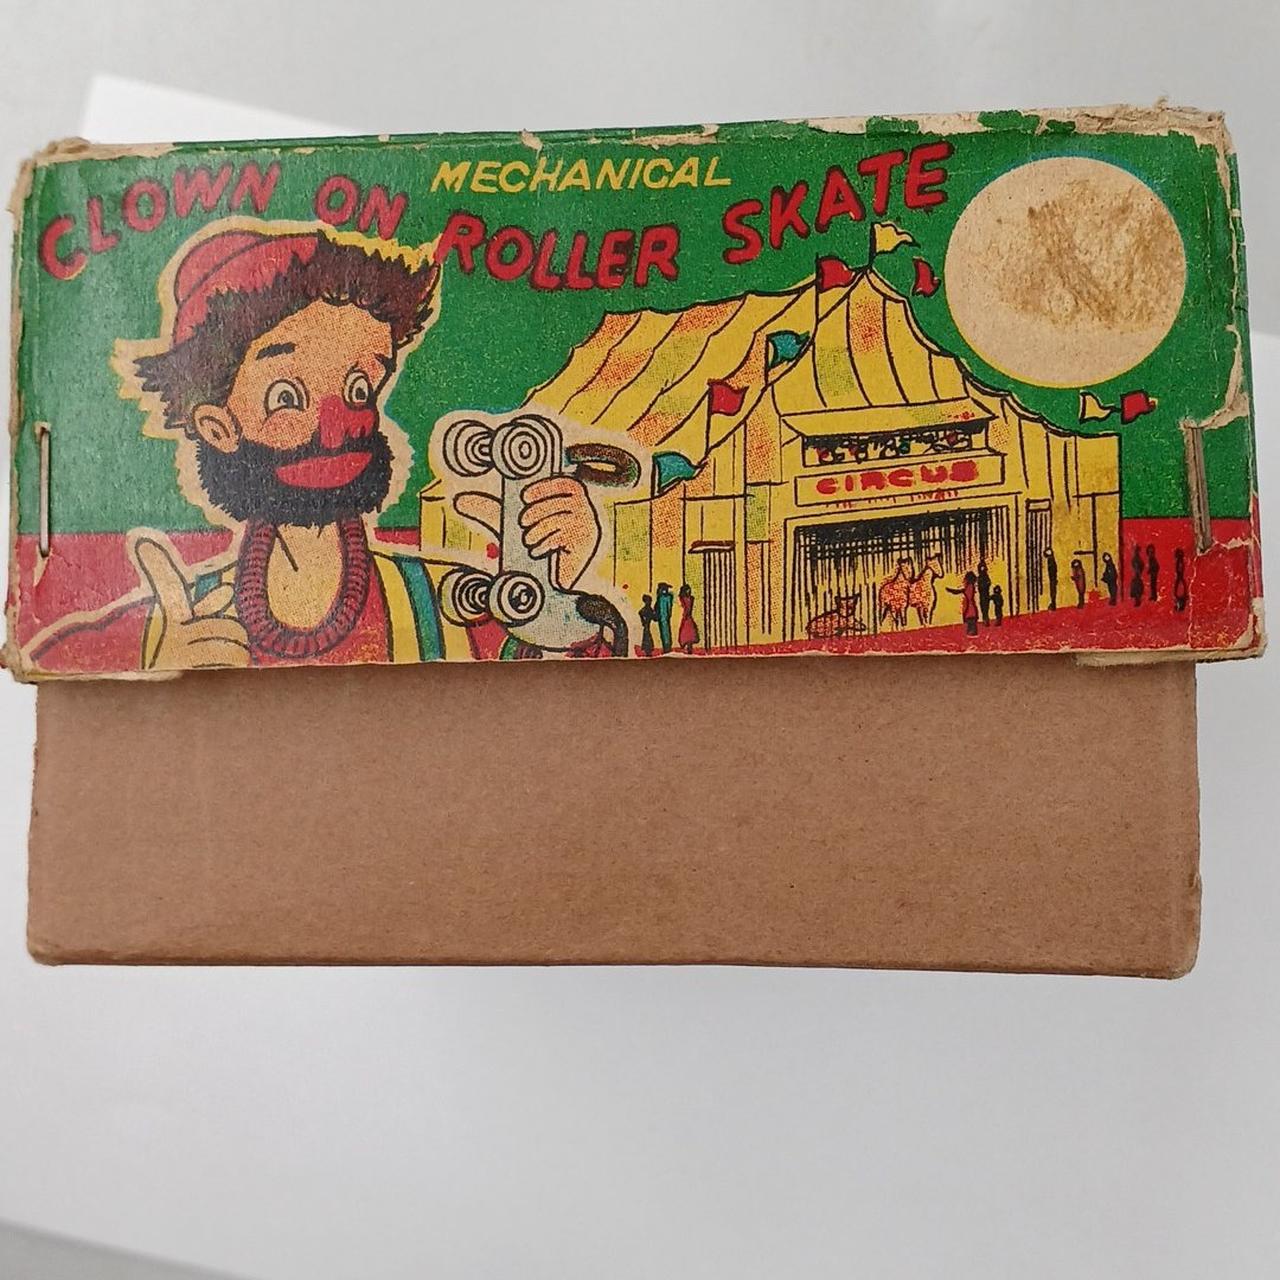 MECHANICAL
CLOWN ON ROLLER SKATE
CIRCUS